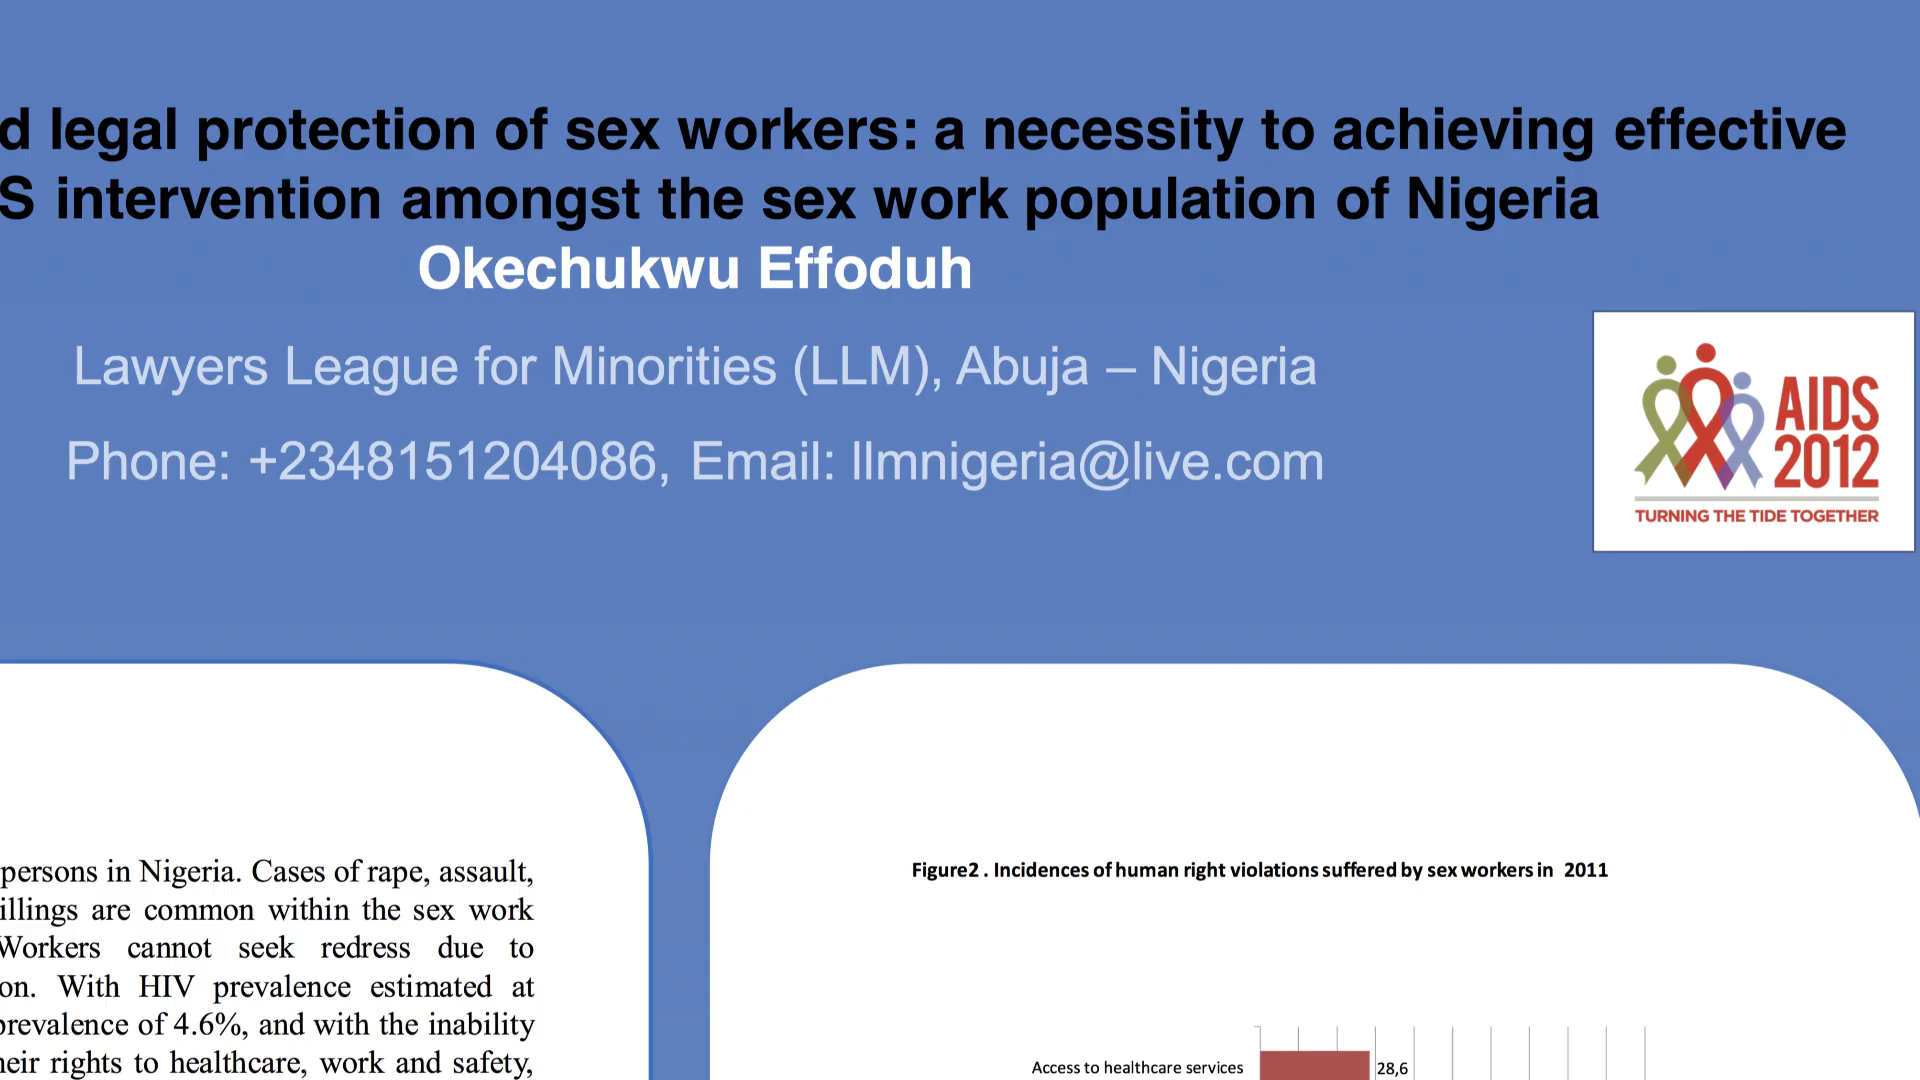 d legal protection of sex workers: a necessity to achieving effective
S intervention amongst the sex work population of Nigeria
Okechukwu Effoduh
Lawyers League for Minorities (LLM), Abuja – Nigeria
Phone: +2348151204086, Email: llmnigeria@live.com
AIDS
2012
TURNING THE TIDE TOGETHER
persons in Nigeria. Cases of rape, assault,
illings are common within the sex work
Workers cannot seek redress due to
on. With HIV prevalence estimated at
prevalence of 4.6%, and with the inability
heir rights to healthcare, work and safety,
Figure2 . Incidences of human right violations suffered by sex workers in 2011
Access to healthcare services 28,6